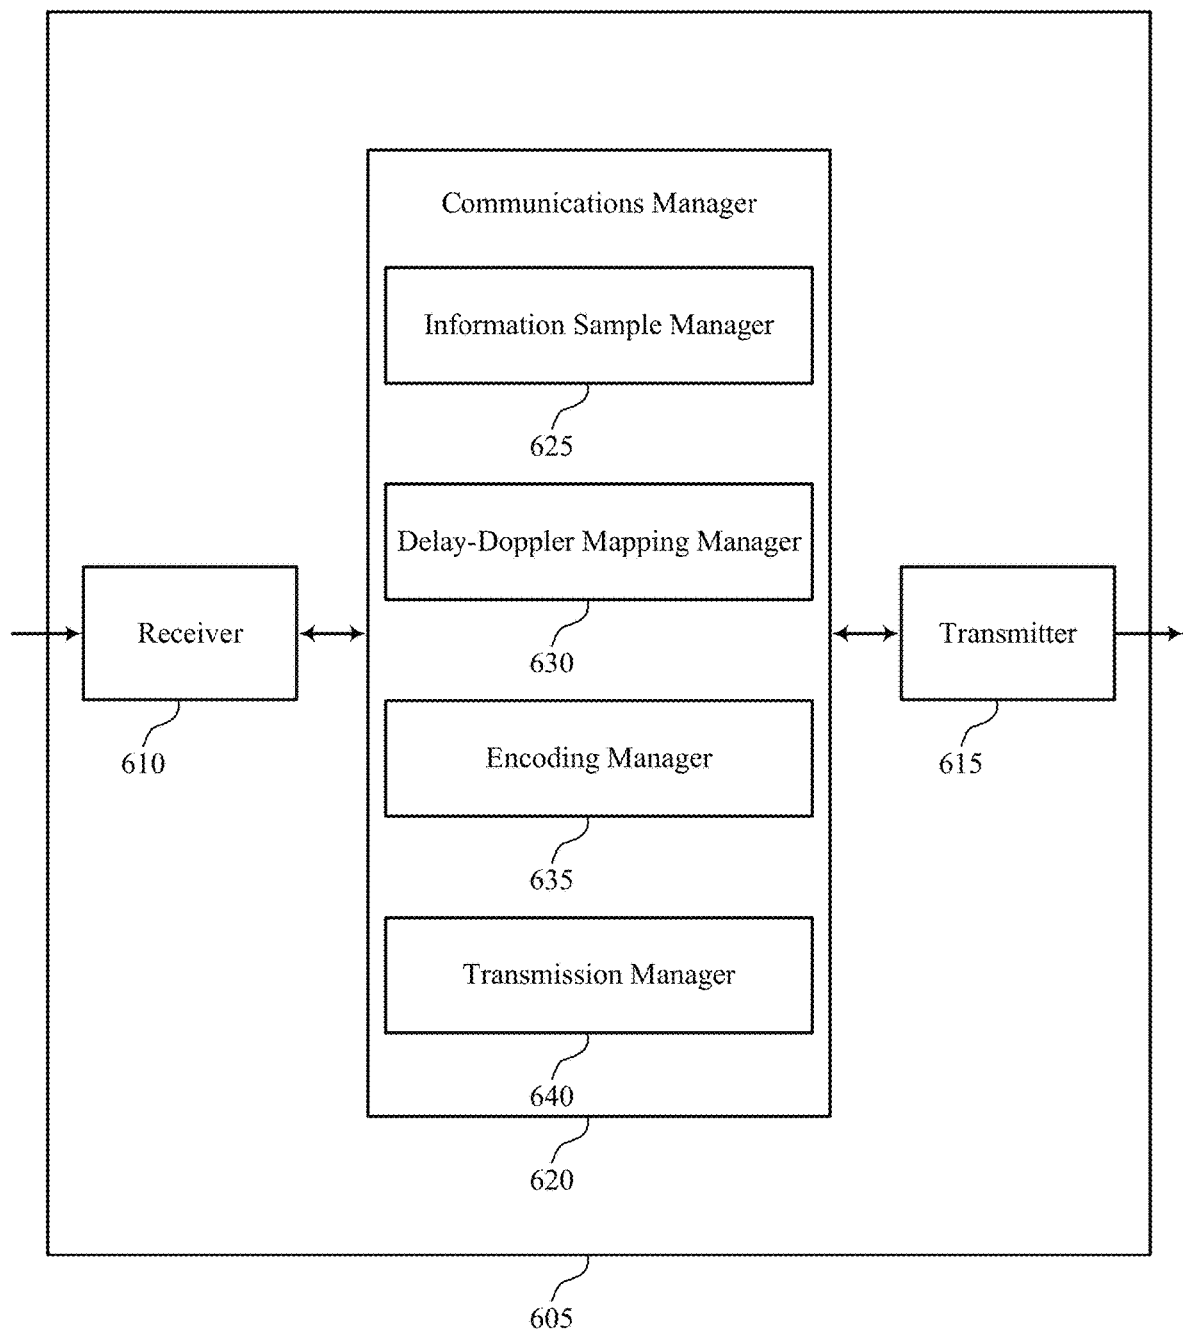 Communications Manager
Information Sample Manager
625
Delay-Doppler Mapping Manager
630
Receiver
610
Transmitter
615
Encoding Manager
635
Transmission Manager
640
620
605